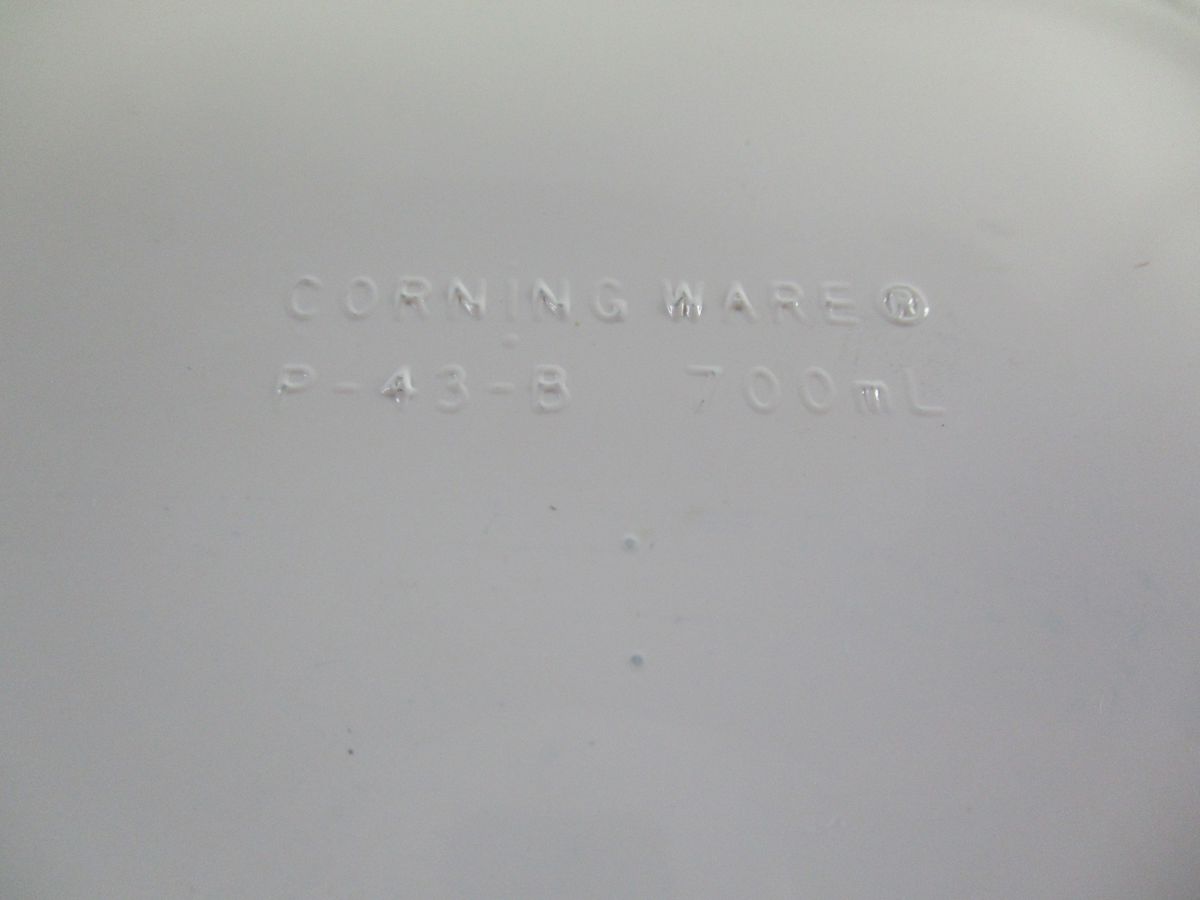 CORNING WARE®
P-43-B 700mL